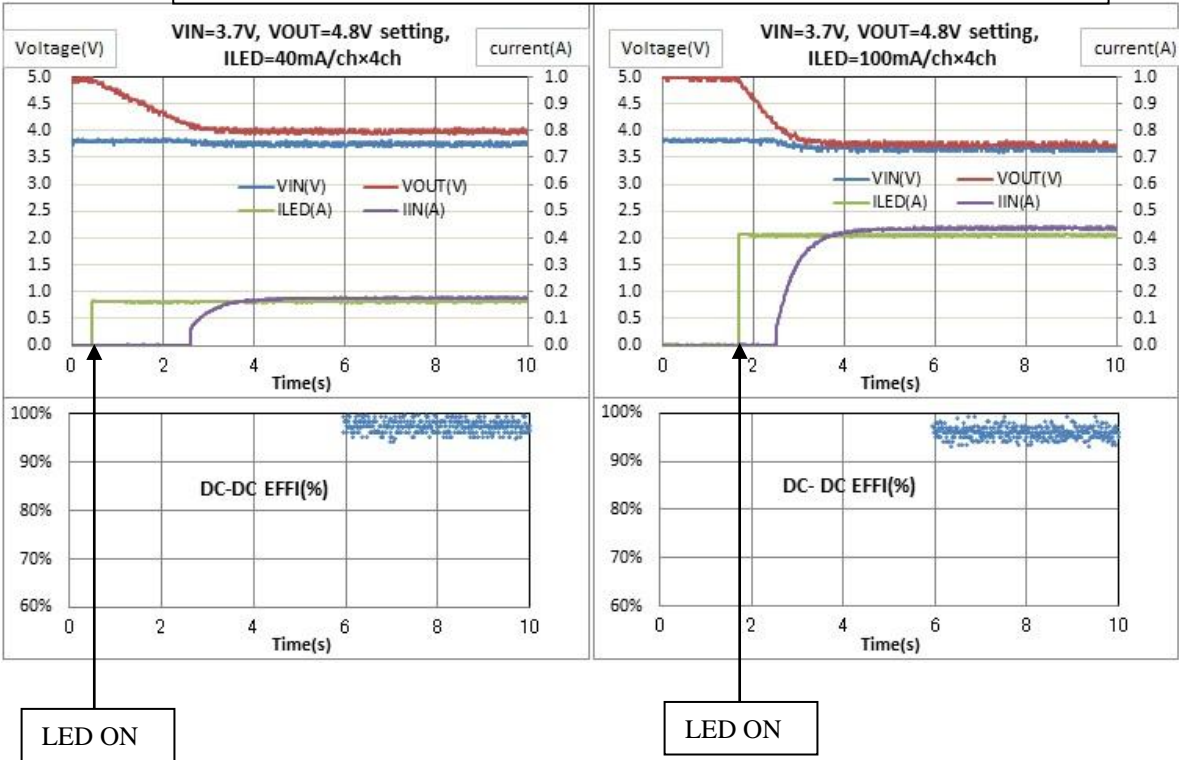 VIN=3.7V, VOUT=4.8V setting,
ILED=40mA/ch×4ch
Voltage(V)
current(A)
5.0
4.5
4.0
3.5
3.0
2.5
2.0
1.5
1.0
0.5
0.0
1.0
0.9
0.8
0.7
0.6
0.5
0.4
0.3
0.2
0.1
0.0
VIN(V)
VOUT(V)
ILED(A)
IIN(A)
0 2 4 6 8 10
Time(s)
100%
90%
80%
70%
60%
DC-DC EFFI(%)
0 2 4 6 8 10
Time(s)
LED ON
VIN=3.7V, VOUT=4.8V setting,
ILED=100mA/ch×4ch
Voltage(V)
current(A)
5.0
4.5
4.0
3.5
3.0
2.5
2.0
1.5
1.0
0.5
0.0
1.0
0.9
0.8
0.7
0.6
0.5
0.4
0.3
0.2
0.1
0.0
VIN(V)
VOUT(V)
ILED(A)
IIN(A)
0 2 4 6 8 10
Time(s)
100%
90%
80%
70%
60%
DC- DC EFFI(%)
0 2 4 6 8 10
Time(s)
LED ON